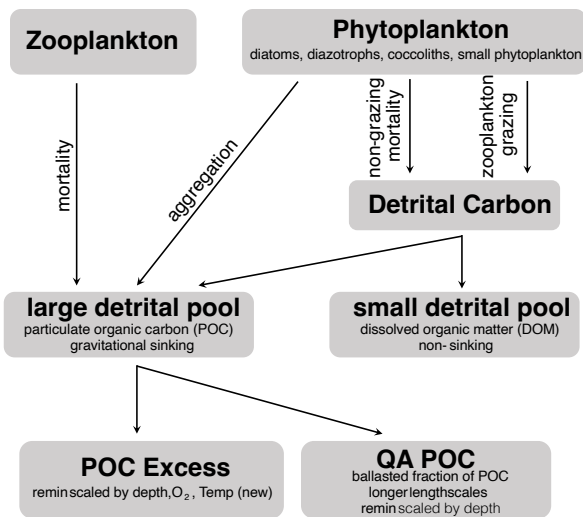 Zooplankton
Phytoplankton
diatoms, diazotrophs, coccoliths, small phytoplankton
mortality
aggregation
non-grazing
mortality
zooplankton
grazing
Detrital Carbon
large detrital pool
particulate organic carbon (POC)
gravitational sinking
small detrital pool
dissolved organic matter (DOM)
non-sinking
POC Excess
remin scaled by depth, O₂, Temp (new)
QA POC
ballasted fraction of POC
longer lengthscales
remin scaled by depth